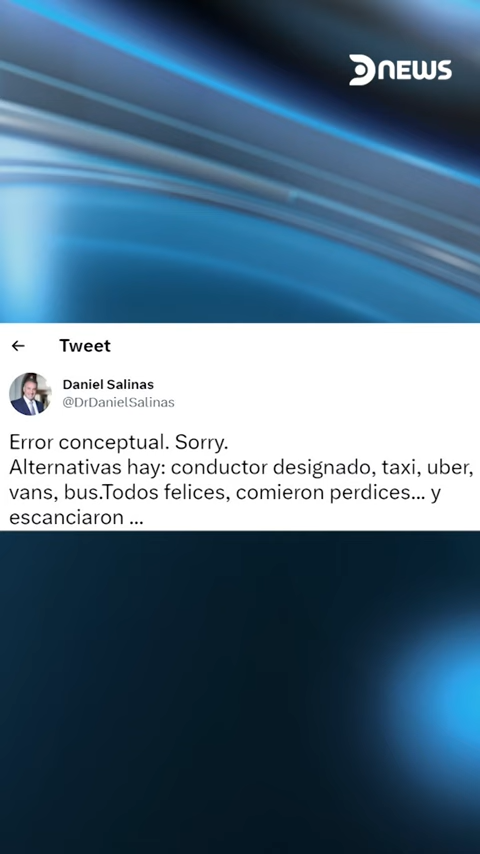 DNEWS
Tweet
Daniel Salinas
@DrDanielSalinas
Error conceptual. Sorry.
Alternativas hay: conductor designado, taxi, uber,
vans, bus.Todos felices, comieron perdices... y
escanciaron ...